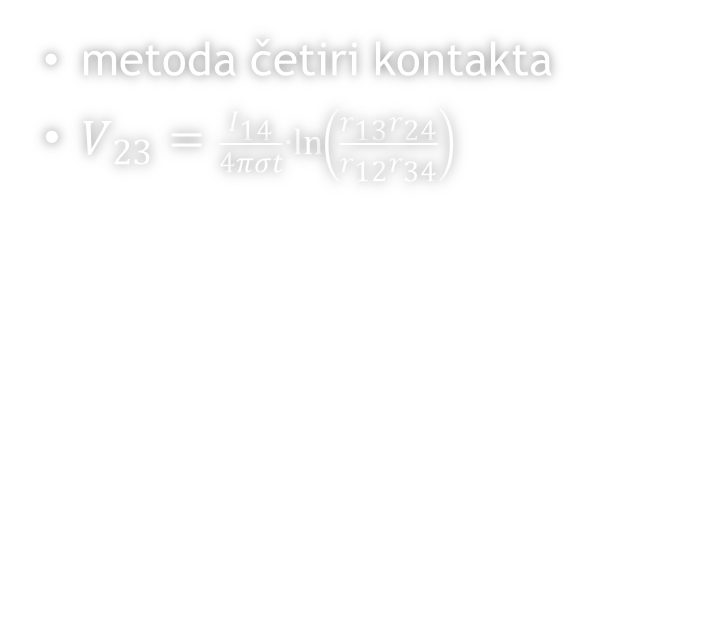 • metoda četiri kontakta
• V₂₃ = I₁₄/4πσt · ln(r₁₃r₂₄/r₁₂r₃₄)